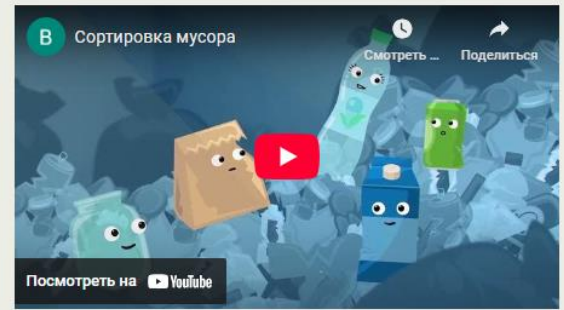 В Сортировка мусора
Смотреть ...
Поделиться
Посмотреть на YouTube